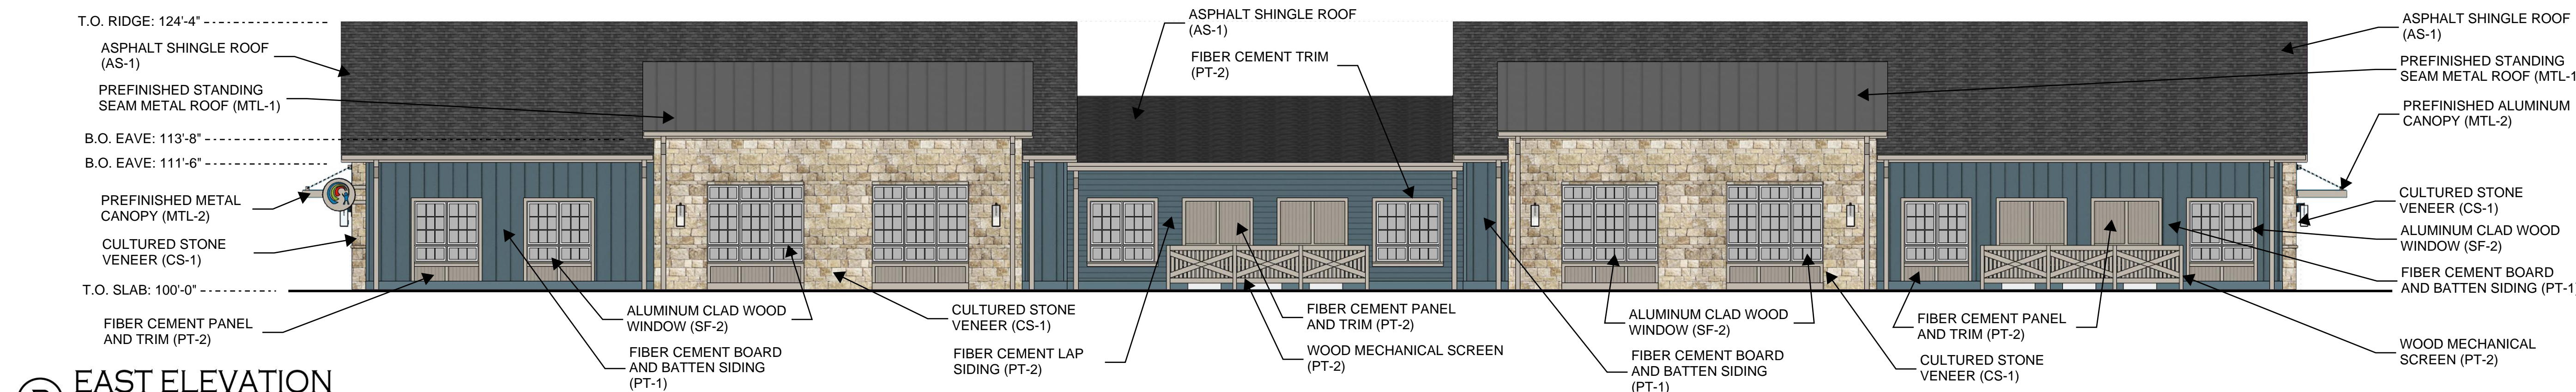 T.O. RIDGE: 124'-4"
ASPHALT SHINGLE ROOF
(AS-1)
PREFINISHED STANDING
SEAM METAL ROOF (MTL-1)
B.O. EAVE: 113'-8"
B.O. EAVE: 111'-6"
PREFINISHED METAL
CANOPY (MTL-2)
CULTURED STONE
VENEER (CS-1)
T.O. SLAB: 100'-0"
FIBER CEMENT PANEL
AND TRIM (PT-2)
EAST ELEVATION
ALUMINUM CLAD WOOD
WINDOW (SF-2)
FIBER CEMENT BOARD
AND BATTEN SIDING
(PT-1)
CULTURED STONE
VENEER (CS-1)
FIBER CEMENT LAP
SIDING (PT-2)
ASPHALT SHINGLE ROOF
(AS-1)
FIBER CEMENT TRIM
(PT-2)
FIBER CEMENT PANEL
AND TRIM (PT-2)
WOOD MECHANICAL SCREEN
(PT-2)
ALUMINUM CLAD WOOD
WINDOW (SF-2)
FIBER CEMENT BOARD
AND BATTEN SIDING
(PT-1)
FIBER CEMENT PANEL
AND TRIM (PT-2)
CULTURED STONE
VENEER (CS-1)
ASPHALT SHINGLE ROOF
(AS-1)
PREFINISHED STANDING
SEAM METAL ROOF (MTL-1
PREFINISHED ALUMINUM
CANOPY (MTL-2)
CULTURED STONE
VENEER (CS-1)
ALUMINUM CLAD WOOD
WINDOW (SF-2)
FIBER CEMENT BOARD
AND BATTEN SIDING (PT-1
WOOD MECHANICAL
SCREEN (PT-2)